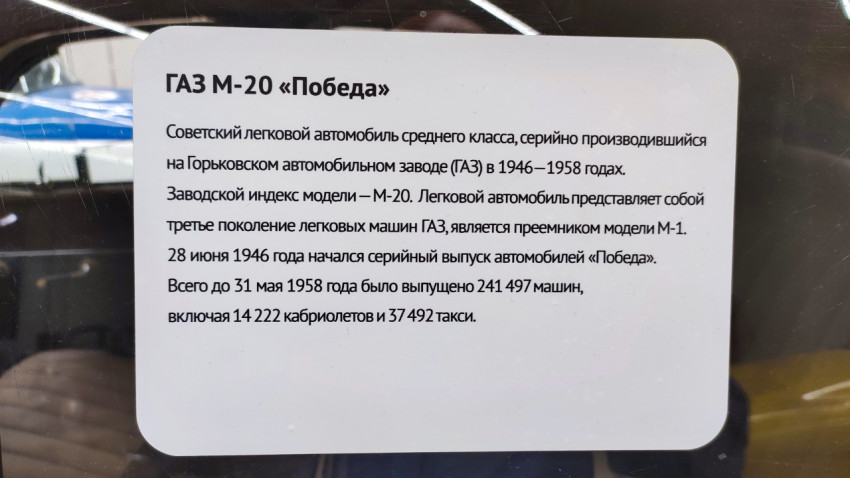 ГАЗ М-20 «Победа»
Советский легковой автомобиль среднего класса, серийно производившийся
на Горьковском автомобильном заводе (ГАЗ) в 1946—1958 годах.
Заводской индекс модели — М-20. Легковой автомобиль представляет собой
третье поколение легковых машин ГАЗ, является преемником модели М-1.
28 июня 1946 года начался серийный выпуск автомобилей «Победа».
Всего до 31 мая 1958 года было выпущено 241 497 машин,
включая 14 222 кабриолетов и 37 492 такси.